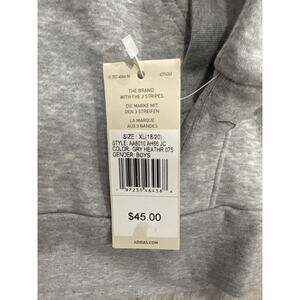 THE BRAND
WITH THE 3 STRIPES
DIE MARKE MIT
DEN 3 STREIFEN
LA MARQUE
AUX 3 BANDES
SIZE: XL(18/20)
STYLE: AA8010 AH66 JC
COLOR: GRY HEATHR 075
GENDER: BOYS
$45.00
ADIDAS.COM